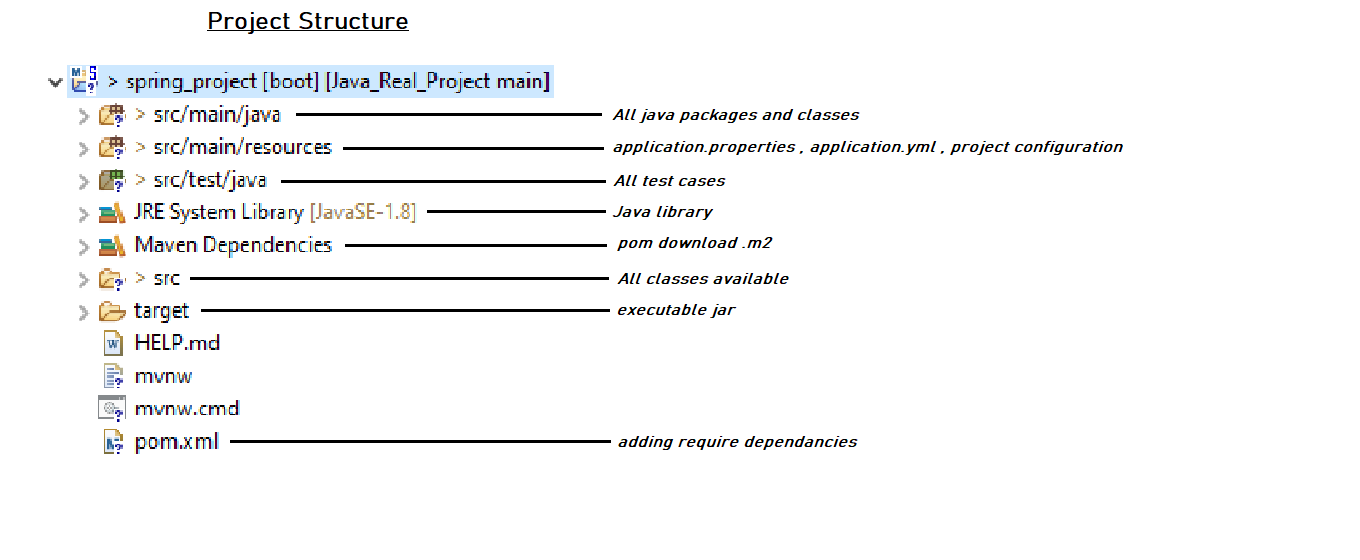 Project Structure
> spring_project [boot] [Java_Real_Project main]
> src/main/java All java packages and classes
> src/main/resources application.properties , application.yml , project configuration
> src/test/java All test cases
JRE System Library [JavaSE-1.8] Java library
Maven Dependencies pom download .m2
> src All classes available
target executable jar
HELP.md
mvnw
mvnw.cmd
pom.xml adding require dependancies